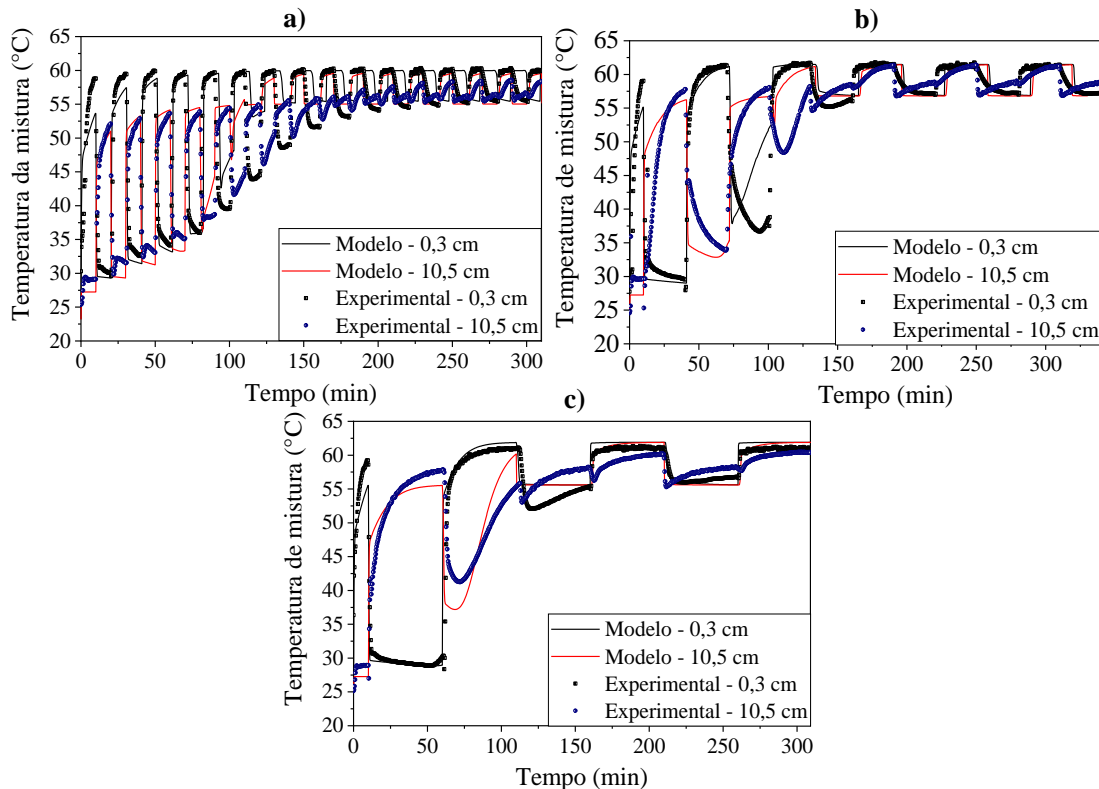 a)
Temperatura da mistura (°C)
65
60
55
50
45
40
35
30
25
20
0 50 100 150 200 250 300
Tempo (min)
Modelo - 0,3 cm
Modelo - 10,5 cm
Experimental - 0,3 cm
Experimental - 10,5 cm
b)
Temperatura de mistura (°C)
65
60
55
50
45
40
35
30
25
20
0 50 100 150 200 250 300
Tempo (min)
Modelo - 0,3 cm
Modelo - 10,5 cm
Experimental - 0,3 cm
Experimental - 10,5 cm
c)
Temperatura de mistura (°C)
65
60
55
50
45
40
35
30
25
20
0 50 100 150 200 250 300
Tempo (min)
Modelo - 0,3 cm
Modelo - 10,5 cm
Experimental - 0,3 cm
Experimental - 10,5 cm